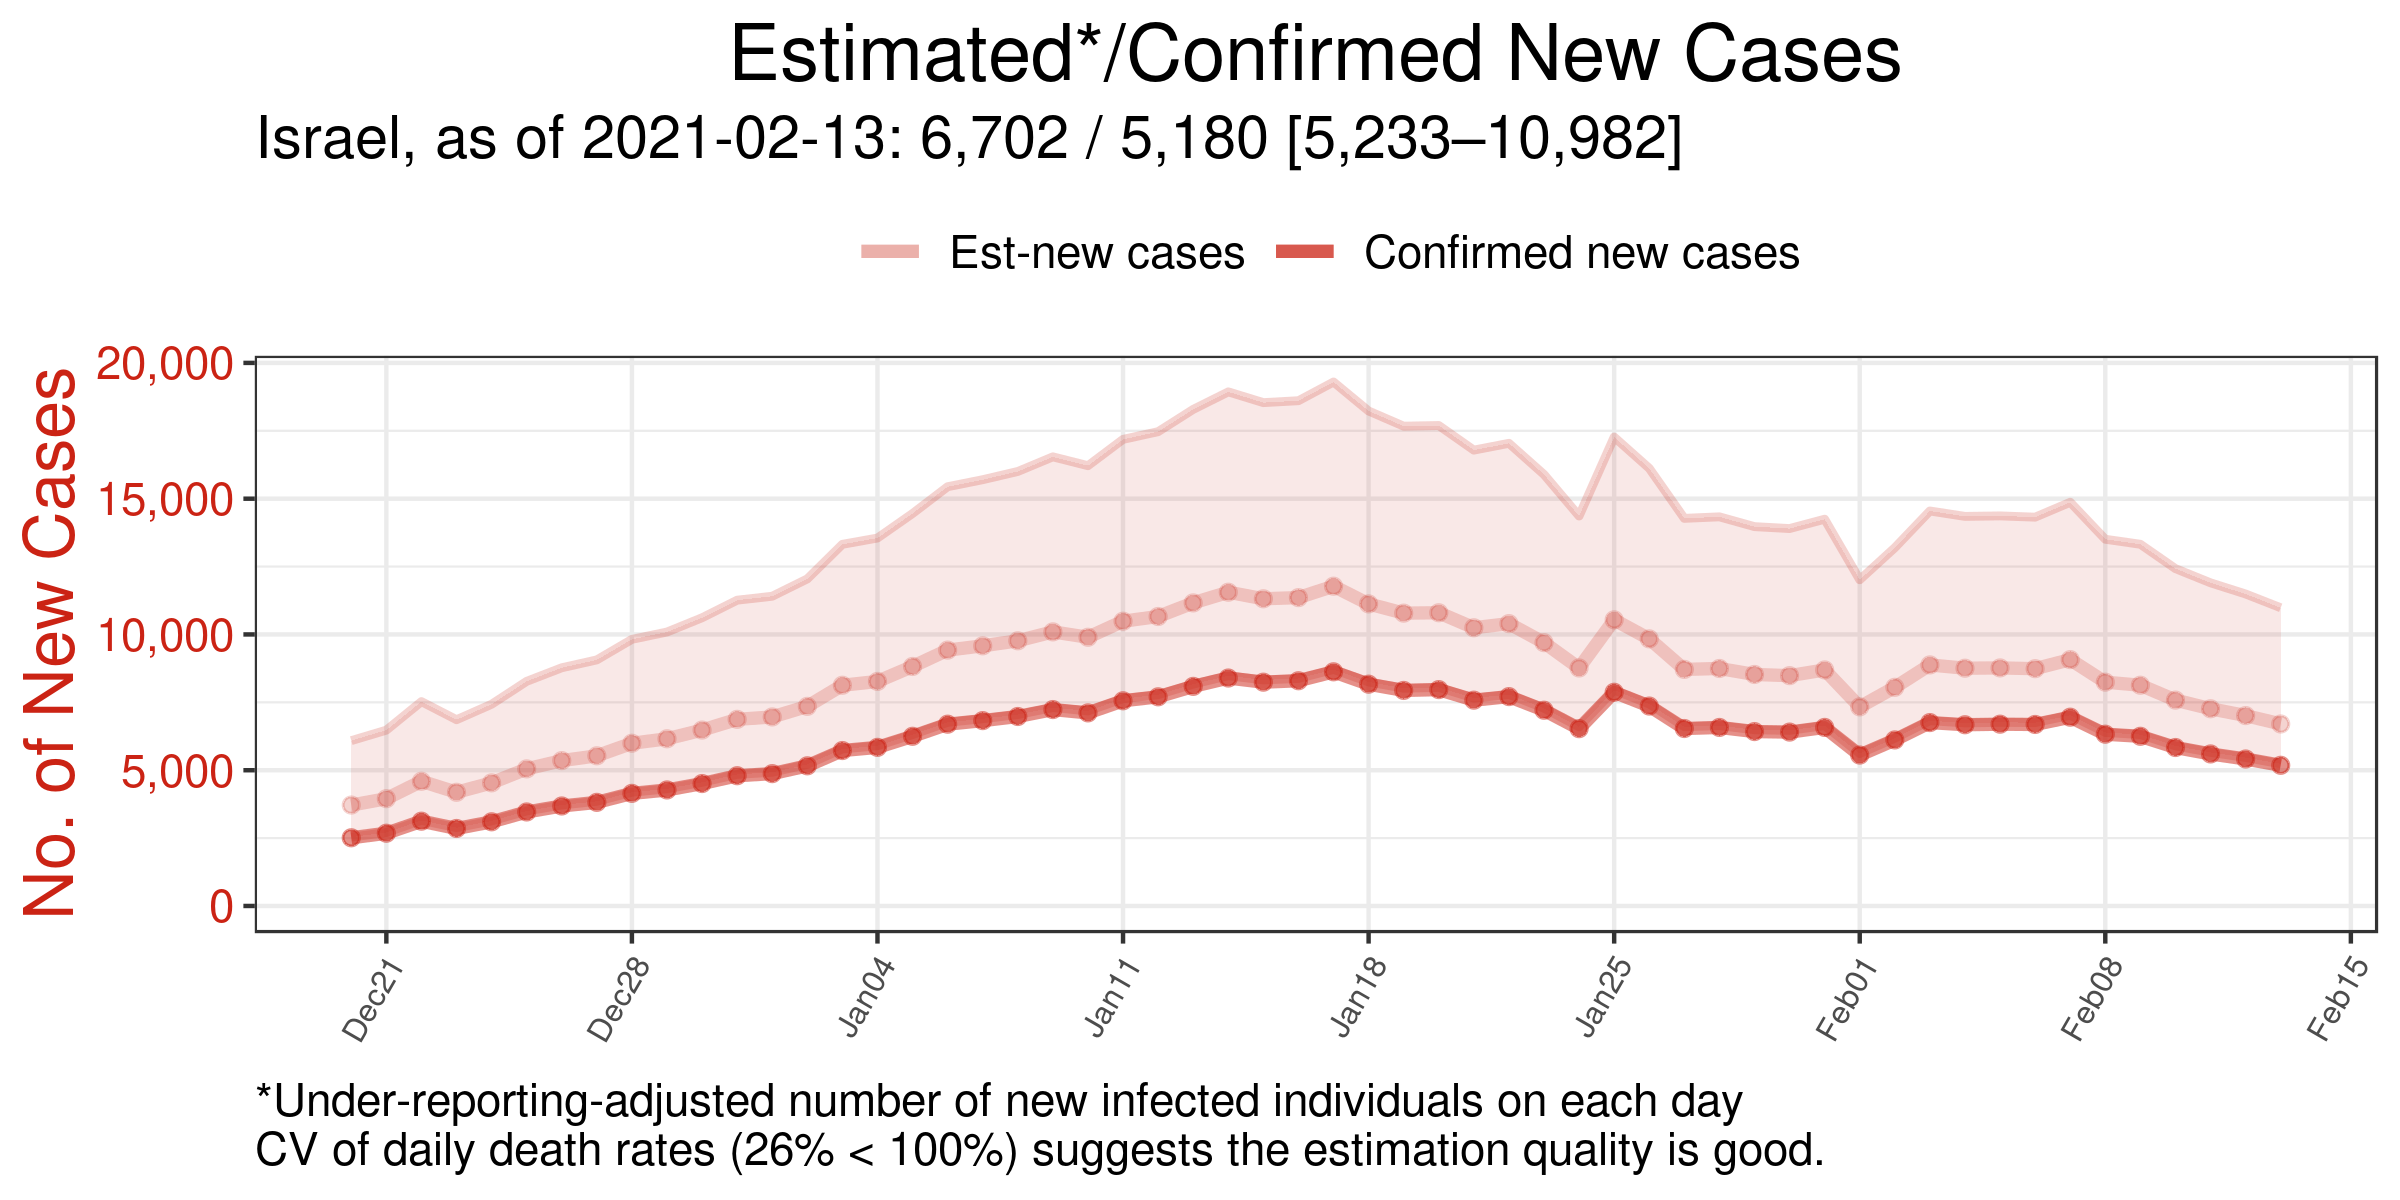 Estimated*/Confirmed New Cases
Israel, as of 2021-02-13: 6,702 / 5,180 [5,233–10,982]
Est-new cases
Confirmed new cases
No. of New Cases
20,000
15,000
10,000
5,000
0
Dec21
Dec28
Jan04
Jan11
Jan18
Jan25
Feb01
Feb08
Feb15
*Under-reporting-adjusted number of new infected individuals on each day
CV of daily death rates (26% < 100%) suggests the estimation quality is good.